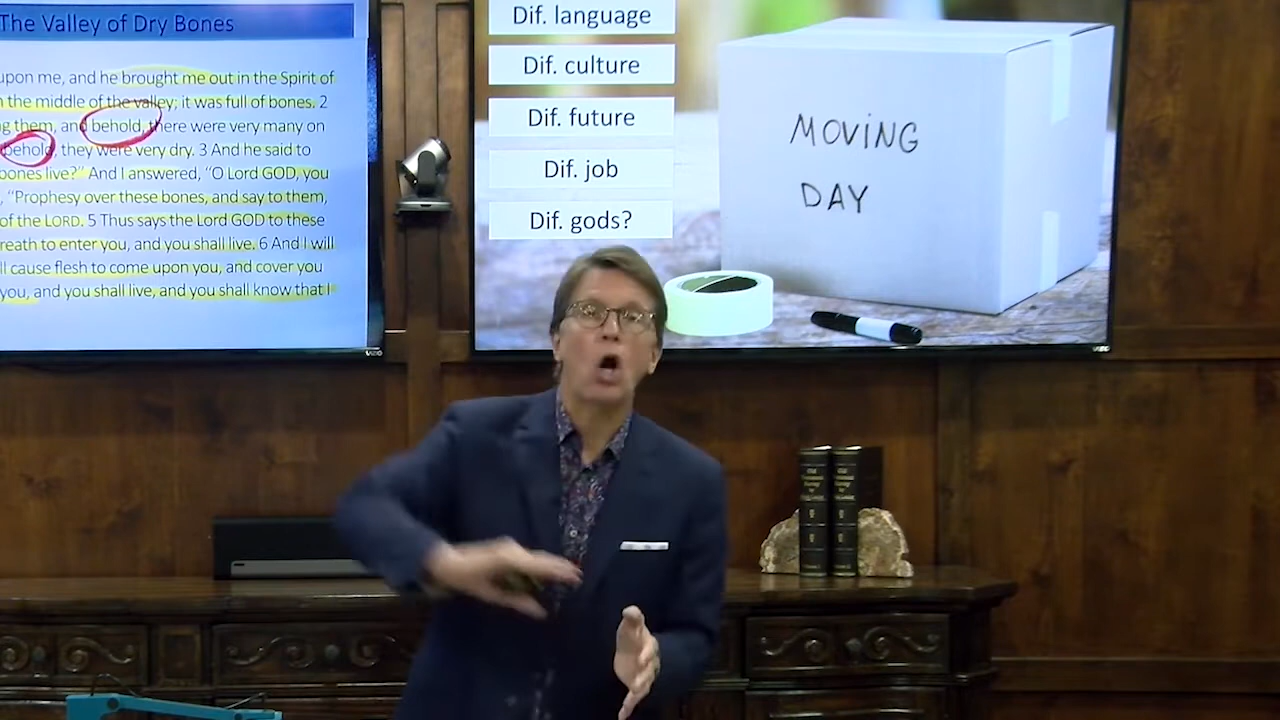 The Valley of Dry Bones
upon me, and he brought me out in the Spirit of
the middle of the valley; it was full of bones. 2
them, and behold, there were very many on
behold, they were very dry. 3 And he said to
bones live?” And I answered, “O Lord GOD, you
“Prophesy over these bones, and say to them,
of the LORD. 5 Thus says the Lord GOD to these
to enter you, and you shall live. 6 And I will
cause flesh to come upon you, and cover you
you, and you shall live, and you shall know that I
VIZIO
Dif. language
Dif. culture
Dif. future
Dif. job
Dif. gods?
MOVING
DAY
VIZIO